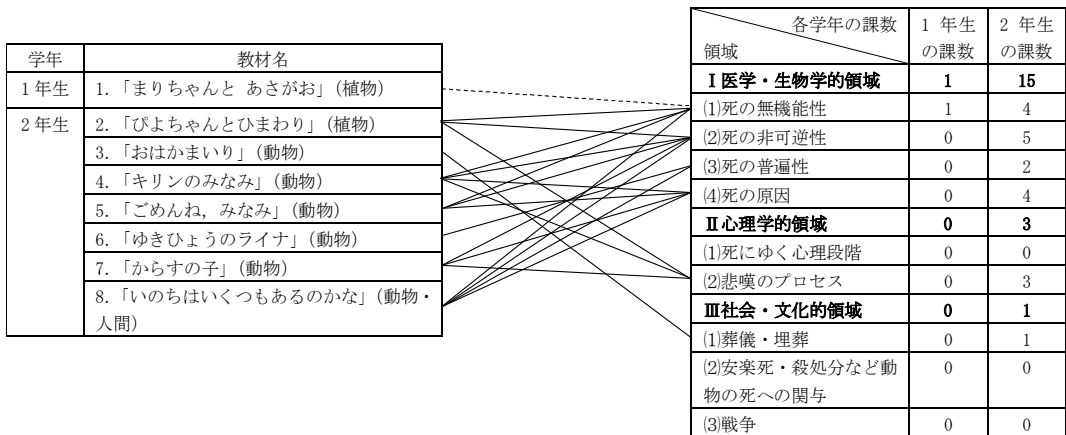 学年 教材名
1年生 1.「まりちゃんと あさがお」(植物)
2年生 2.「ぴよちゃんとひまわり」(植物)
3.「おはかまいり」(動物)
4.「キリンのみなみ」(動物)
5.「ごめんね，みなみ」(動物)
6.「ゆきひょうのライナ」(動物)
7.「からすの子」(動物)
8.「いのちはいくつもあるのかな」(動物・
人間)
各学年の課数 1 年生 2 年生
領域 の課数 の課数
Ⅰ医学・生物学的領域 1 15
⑴死の無機能性 1 4
⑵死の非可逆性 0 5
⑶死の普遍性 0 2
⑷死の原因 0 4
Ⅱ心理学的領域 0 3
⑴死にゆく心理段階 0 0
⑵悲嘆のプロセス 0 3
Ⅲ社会・文化的領域 0 1
⑴葬儀・埋葬 0 1
⑵安楽死・殺処分など動 0 0
物の死への関与
⑶戦争 0 0